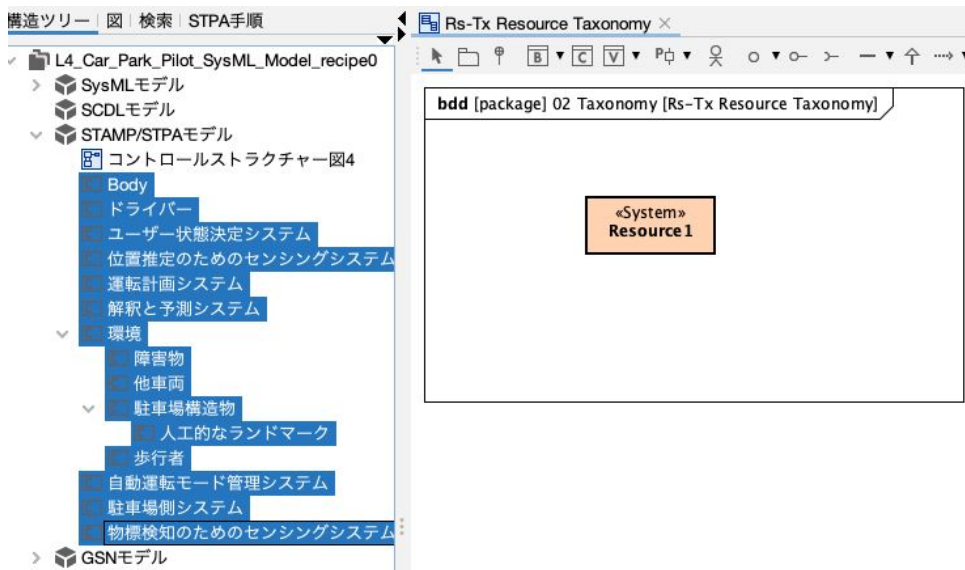 構造ツリー 図 検索 STPA手順
L4_Car_Park_Pilot_SysML_Model_recipe0
SysMLモデル
SCDLモデル
STAMP/STPAモデル
コントロールストラクチャー図4
Body
ドライバー
ユーザー状態決定システム
位置推定のためのセンシングシステム
運転計画システム
解釈と予測システム
環境
障害物
他車両
駐車場構造物
人工的なランドマーク
歩行者
自動運転モード管理システム
駐車場側システム
物標検知のためのセンシングシステム
GSNモデル
Rs-Tx Resource Taxonomy
B C V P
bdd [package] 02 Taxonomy [Rs-Tx Resource Taxonomy]
«System»
Resource1